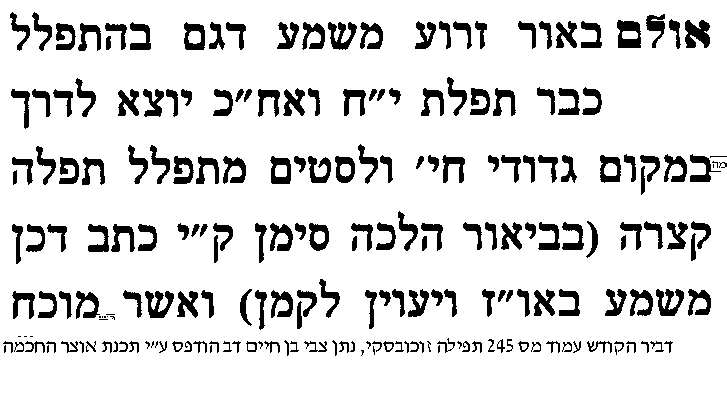 אולם באור זרוע משמע דגם בהתפלל
כבר תפלת י״ח ואח״כ יוצא לדרך
במקום גדודי חי׳ ולסטים מתפלל תפלה
קצרה (בביאור הלכה סימן ק״י כתב דכן
משמע באו״ז ויעוין לקמן) ואשר מוכח
דביר הקודש עמוד מס 245 תפילה זוכובסקי, נתן צבי בן חיים דב הודפס ע״י תכנת אוצר החכמה